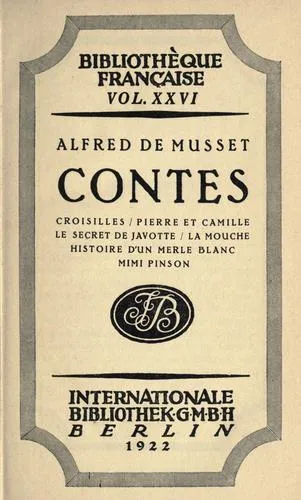 BIBLIOTHÈQUE
FRANÇAISE
VOL. XXVI
ALFRED DE MUSSET
CONTES
CROISILLES / PIERRE ET CAMILLE
LE SECRET DE JAVOTTE / LA MOUCHE
HISTOIRE D'UN MERLE BLANC
MIMI PINSON
INTERNATIONALE
BIBLIOTHEK·G·M·B·H
BERLIN
1922